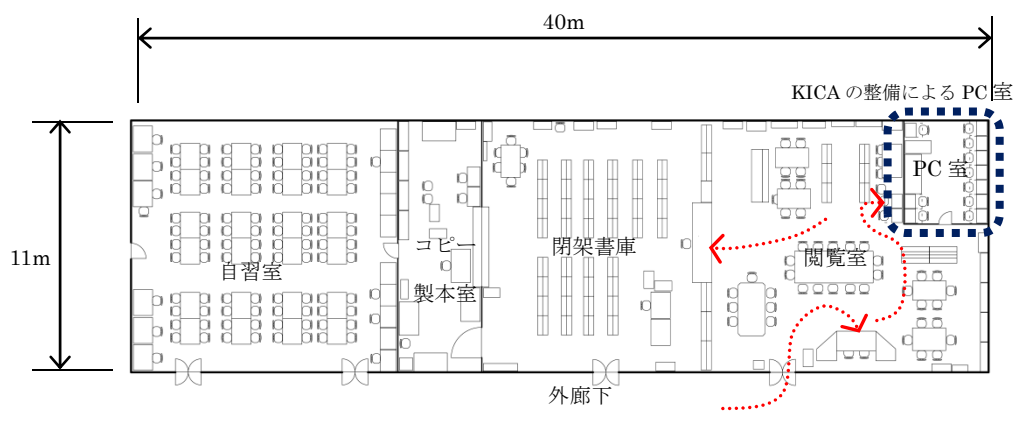 40m
KICA の整備による PC 室
PC 室
11m
自習室
コピー
製本室
閉架書庫
閲覧室
外廊下